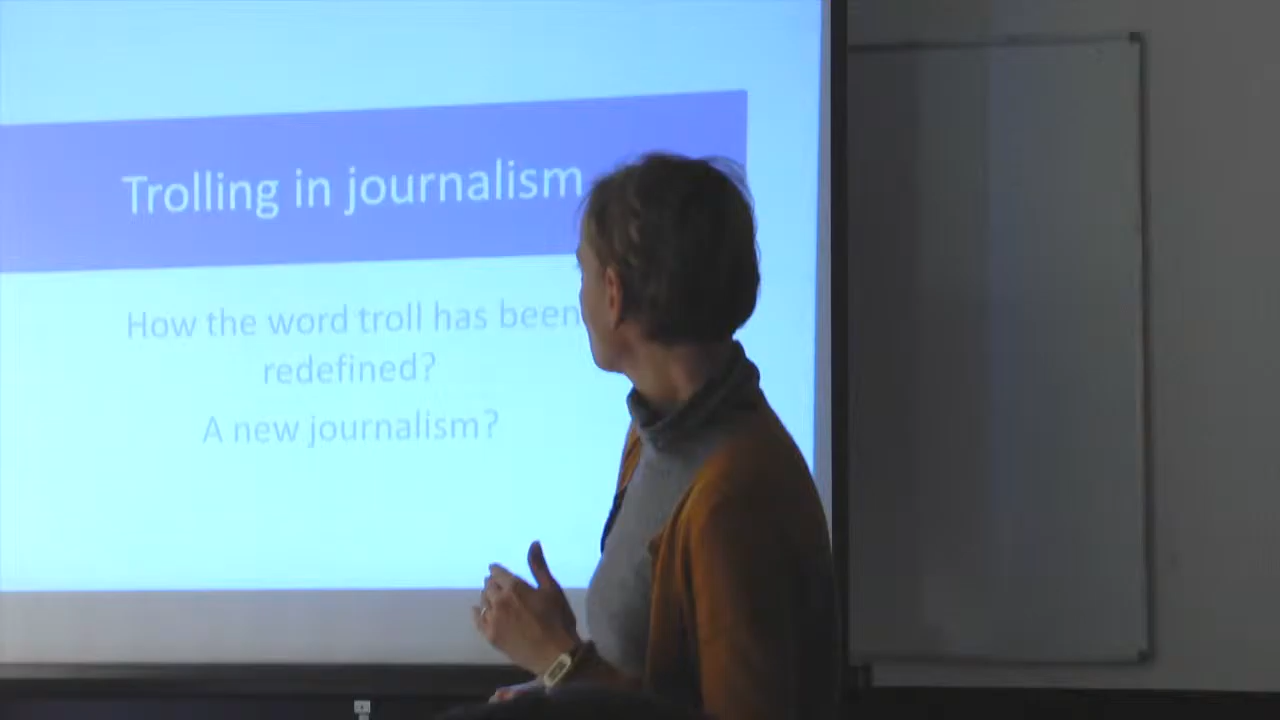 Trolling in journalism
How the word troll has been
redefined?
A new journalism?